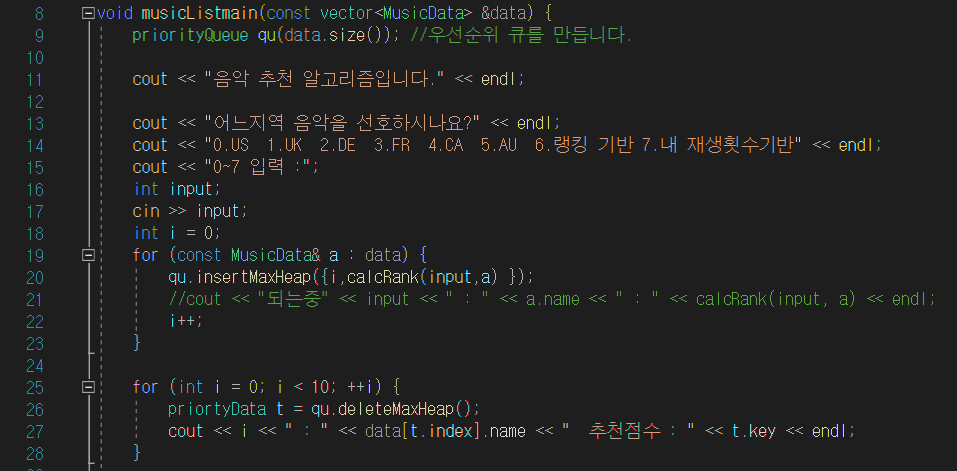 8 void musicListmain(const vector<MusicData> &data) {
9 priorityQueue qu(data.size()); //우선순위 큐를 만듭니다.
10
11 cout << "음악 추천 알고리즘입니다." << endl;
12
13 cout << "어느지역 음악을 선호하시나요?" << endl;
14 cout << "0.US 1.UK 2.DE 3.FR 4.CA 5.AU 6.랭킹 기반 7.내 재생횟수기반" << endl;
15 cout << "0~7 입력 :";
16 int input;
17 cin >> input;
18 int i = 0;
19 for (const MusicData& a : data) {
20 qu.insertMaxHeap({i,calcRank(input,a) });
21 //cout << "되는중" << input << " : " << a.name << " : " << calcRank(input, a) << endl;
22 i++;
23 }
24
25 for (int i = 0; i < 10; ++i) {
26 priortyData t = qu.deleteMaxHeap();
27 cout << i << " : " << data[t.index].name << "  추천점수 : " << t.key << endl;
28 }